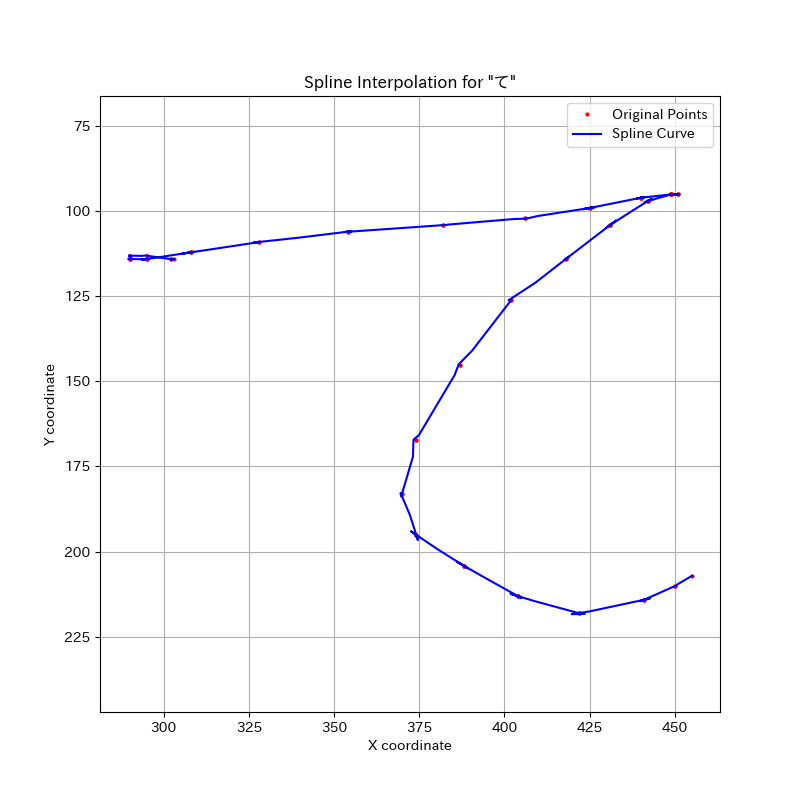 Spline Interpolation for "て"
Original Points
Spline Curve
75
100
125
150
175
200
225
Y coordinate
300
325
350
375
400
425
450
X coordinate